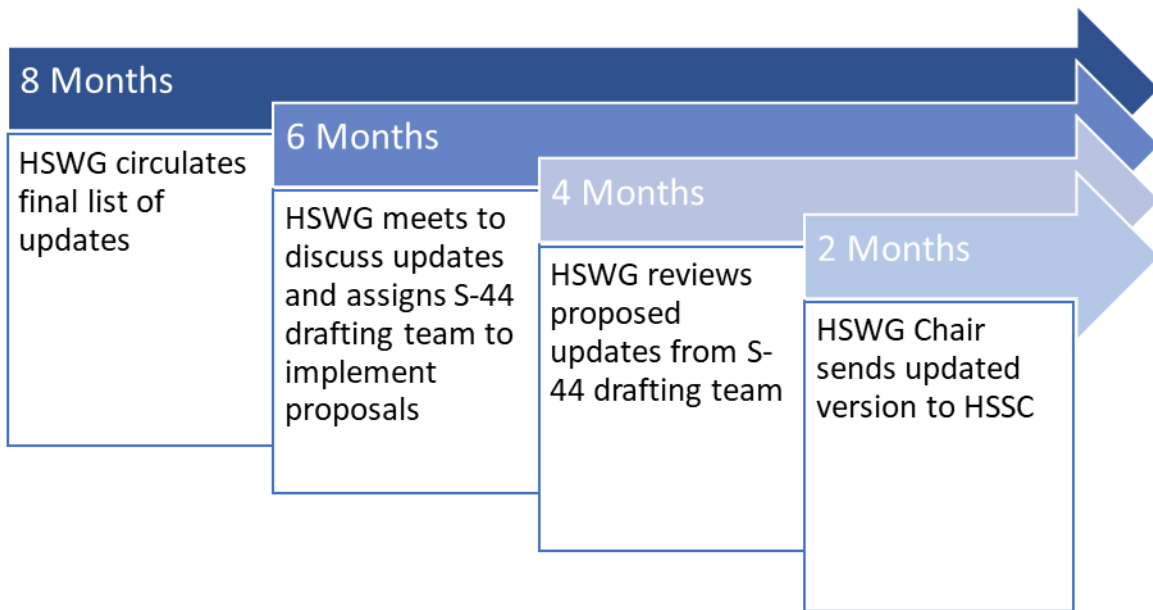 8 Months
HSWG circulates
final list of
updates
6 Months
HSWG meets to
discuss updates
and assigns S-44
drafting team to
implement
proposals
4 Months
HSWG reviews
proposed
updates from S-
44 drafting team
2 Months
HSWG Chair
sends updated
version to HSSC